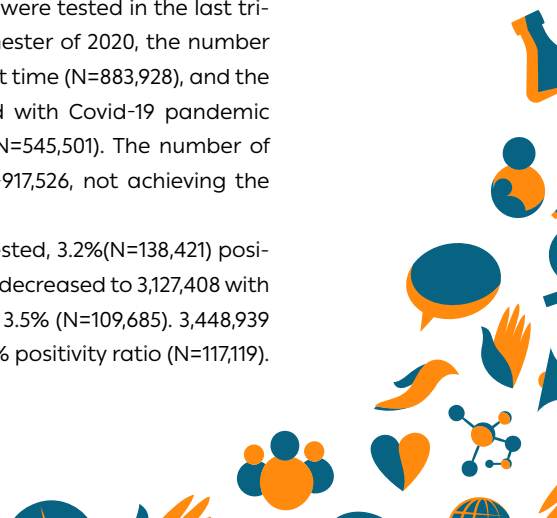 were tested in the last tri-
ester of 2020, the number
t time (N=883,928), and the
d with Covid-19 pandemic
N=545,501). The number of
917,526, not achieving the
sted, 3.2%(N=138,421) posi-
decreased to 3,127,408 with
3.5% (N=109,685). 3,448,939
% positivity ratio (N=117,119).